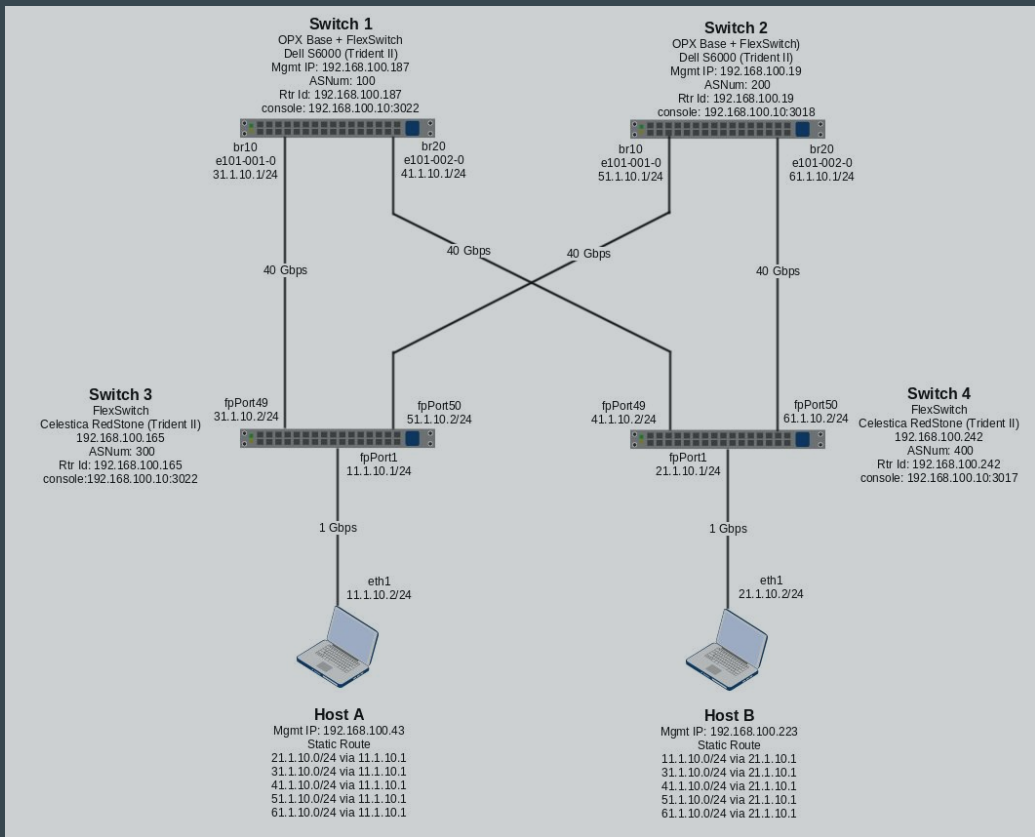 Switch 1
OPX Base + FlexSwitch
Dell S6000 (Trident II)
Mgmt IP: 192.168.100.187
ASNum: 100
Rtr Id: 192.168.100.187
console: 192.168.100.10:3022
Switch 2
OPX Base + FlexSwitch)
Dell S6000 (Trident II)
Mgmt IP: 192.168.100.19
ASNum: 200
Rtr Id: 192.168.100.19
console: 192.168.100.10:3018
br10
e101-001-0
31.1.10.1/24
br20
e101-002-0
41.1.10.1/24
br10
e101-001-0
51.1.10.1/24
br20
e101-002-0
61.1.10.1/24
40 Gbps
40 Gbps
40 Gbps
40 Gbps
Switch 3
FlexSwitch
Celestica RedStone (Trident II)
192.168.100.165
ASNum: 300
Rtr Id: 192.168.100.165
console:192.168.100.10:3022
fpPort49
31.1.10.2/24
fpPort50
51.1.10.2/24
fpPort1
11.1.10.1/24
fpPort49
41.1.10.2/24
fpPort50
61.1.10.2/24
fpPort1
21.1.10.1/24
Switch 4
FlexSwitch
Celestica RedStone (Trident II)
192.168.100.242
ASNum: 400
Rtr Id: 192.168.100.242
console: 192.168.100.10:3017
1 Gbps
1 Gbps
eth1
11.1.10.2/24
eth1
21.1.10.2/24
Host A
Mgmt IP: 192.168.100.43
Static Route
21.1.10.0/24 via 11.1.10.1
31.1.10.0/24 via 11.1.10.1
41.1.10.0/24 via 11.1.10.1
51.1.10.0/24 via 11.1.10.1
61.1.10.0/24 via 11.1.10.1
Host B
Mgmt IP: 192.168.100.223
Static Route
11.1.10.0/24 via 21.1.10.1
31.1.10.0/24 via 21.1.10.1
41.1.10.0/24 via 21.1.10.1
51.1.10.0/24 via 21.1.10.1
61.1.10.0/24 via 21.1.10.1